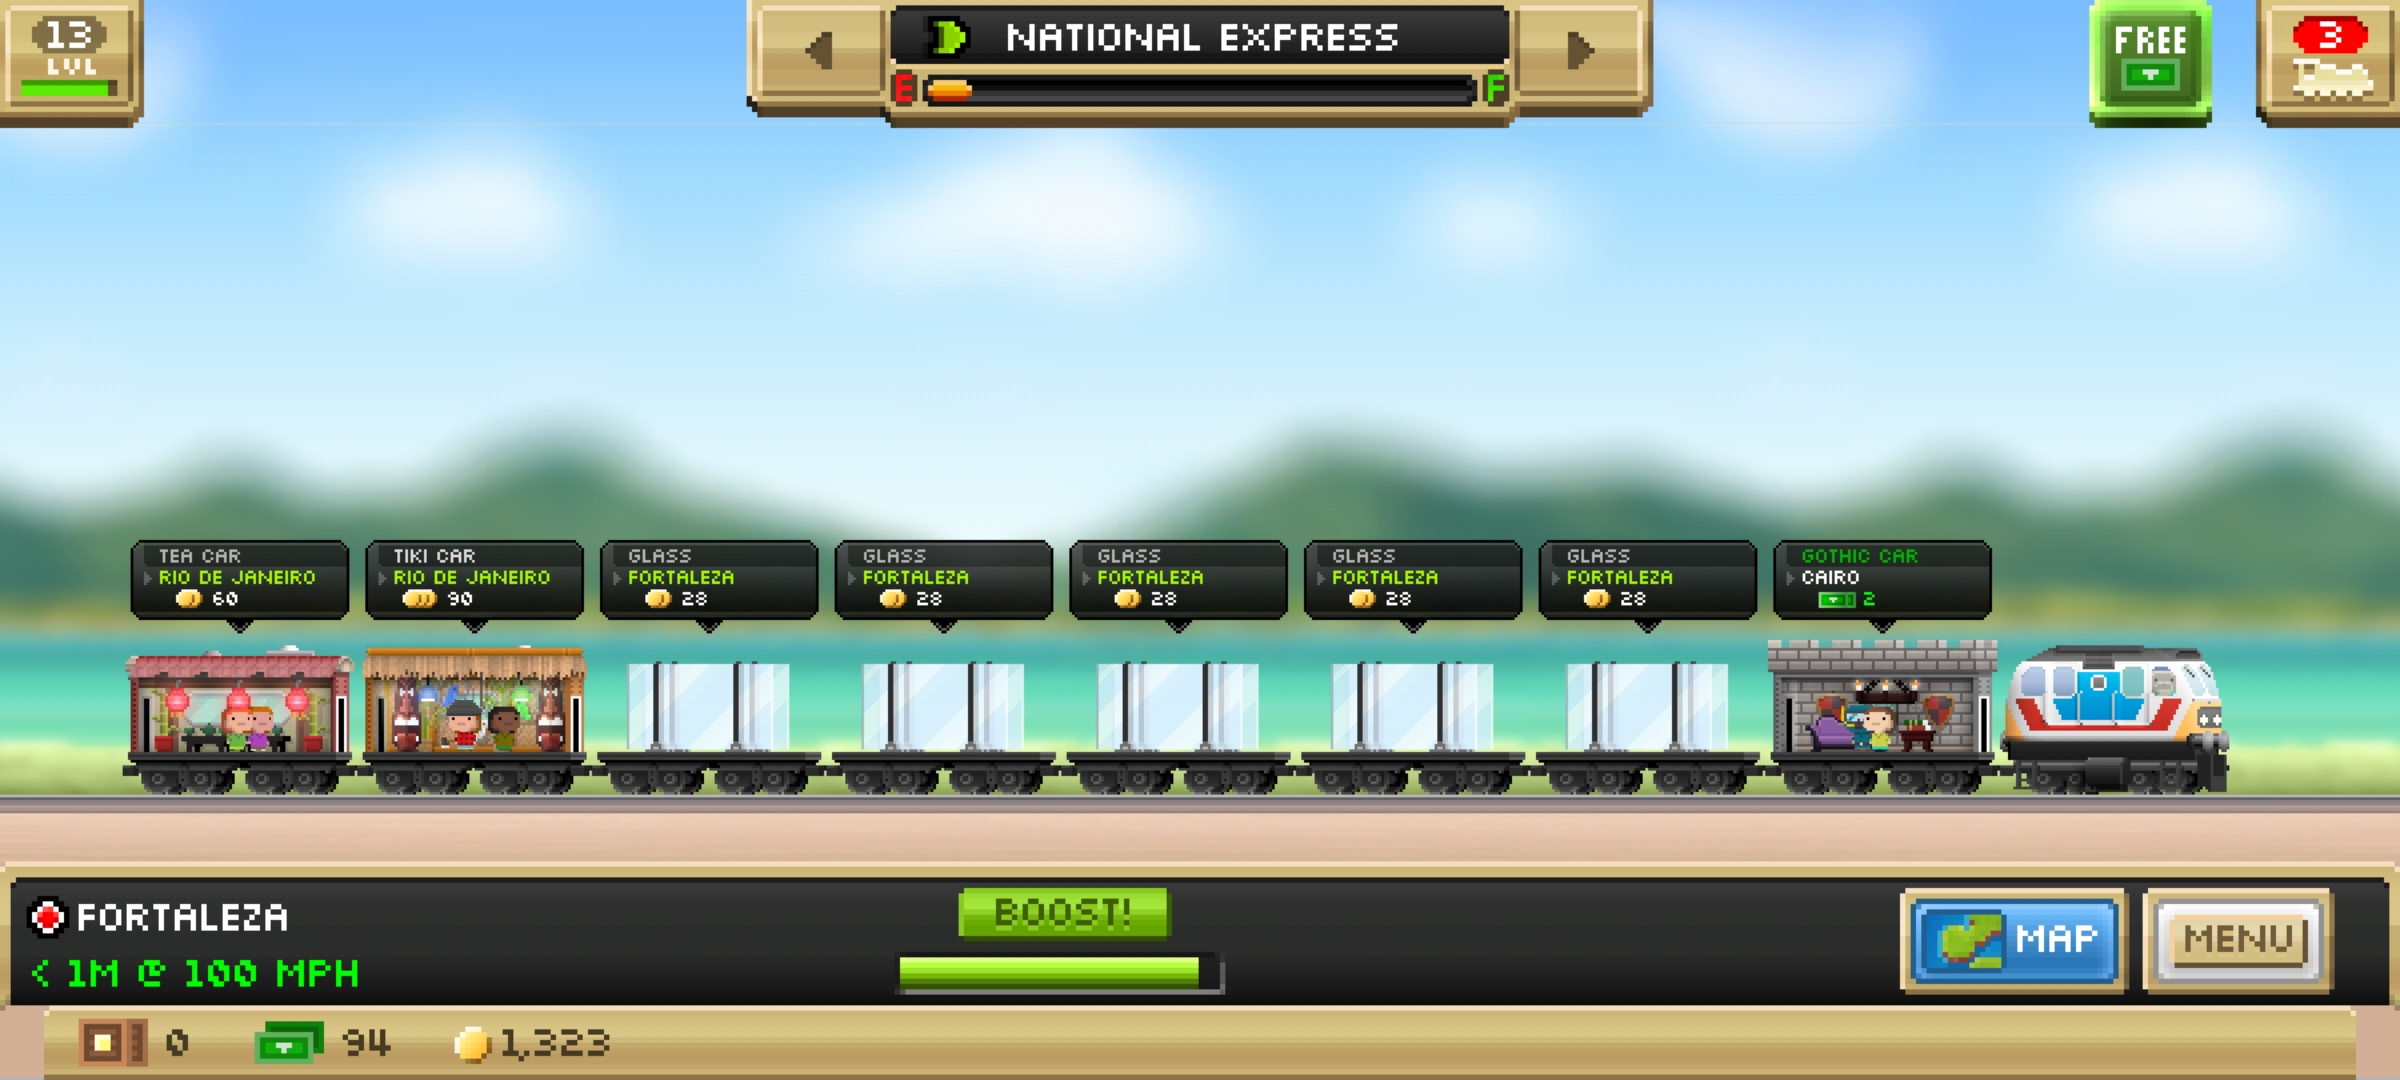 13
LVL
NATIONAL EXPRESS
E F
FREE
3
TEA CAR
RIO DE JANEIRO
60
TIKI CAR
RIO DE JANEIRO
90
GLASS
FORTALEZA
28
GLASS
FORTALEZA
28
GLASS
FORTALEZA
28
GLASS
FORTALEZA
28
GLASS
FORTALEZA
28
GOTHIC CAR
CAIRO
2
FORTALEZA
< 1M @ 100 MPH
BOOST!
MAP
MENU
0
94
1,323